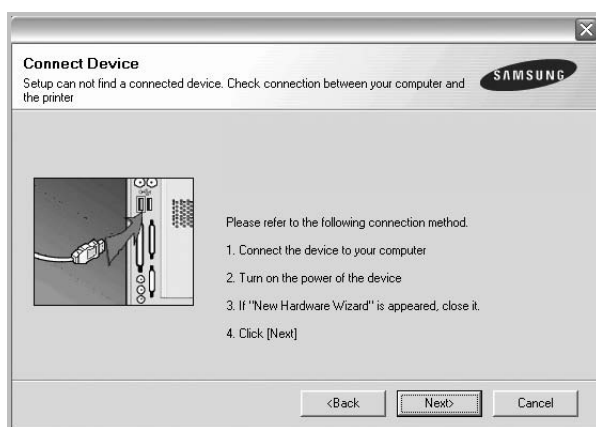 Connect Device
Setup can not find a connected device. Check connection between your computer and
the printer
SAMSUNG
Please refer to the following connection method.
1. Connect the device to your computer
2. Turn on the power of the device
3. If "New Hardware Wizard" is appeared, close it.
4. Click [Next]
<Back
Next>
Cancel